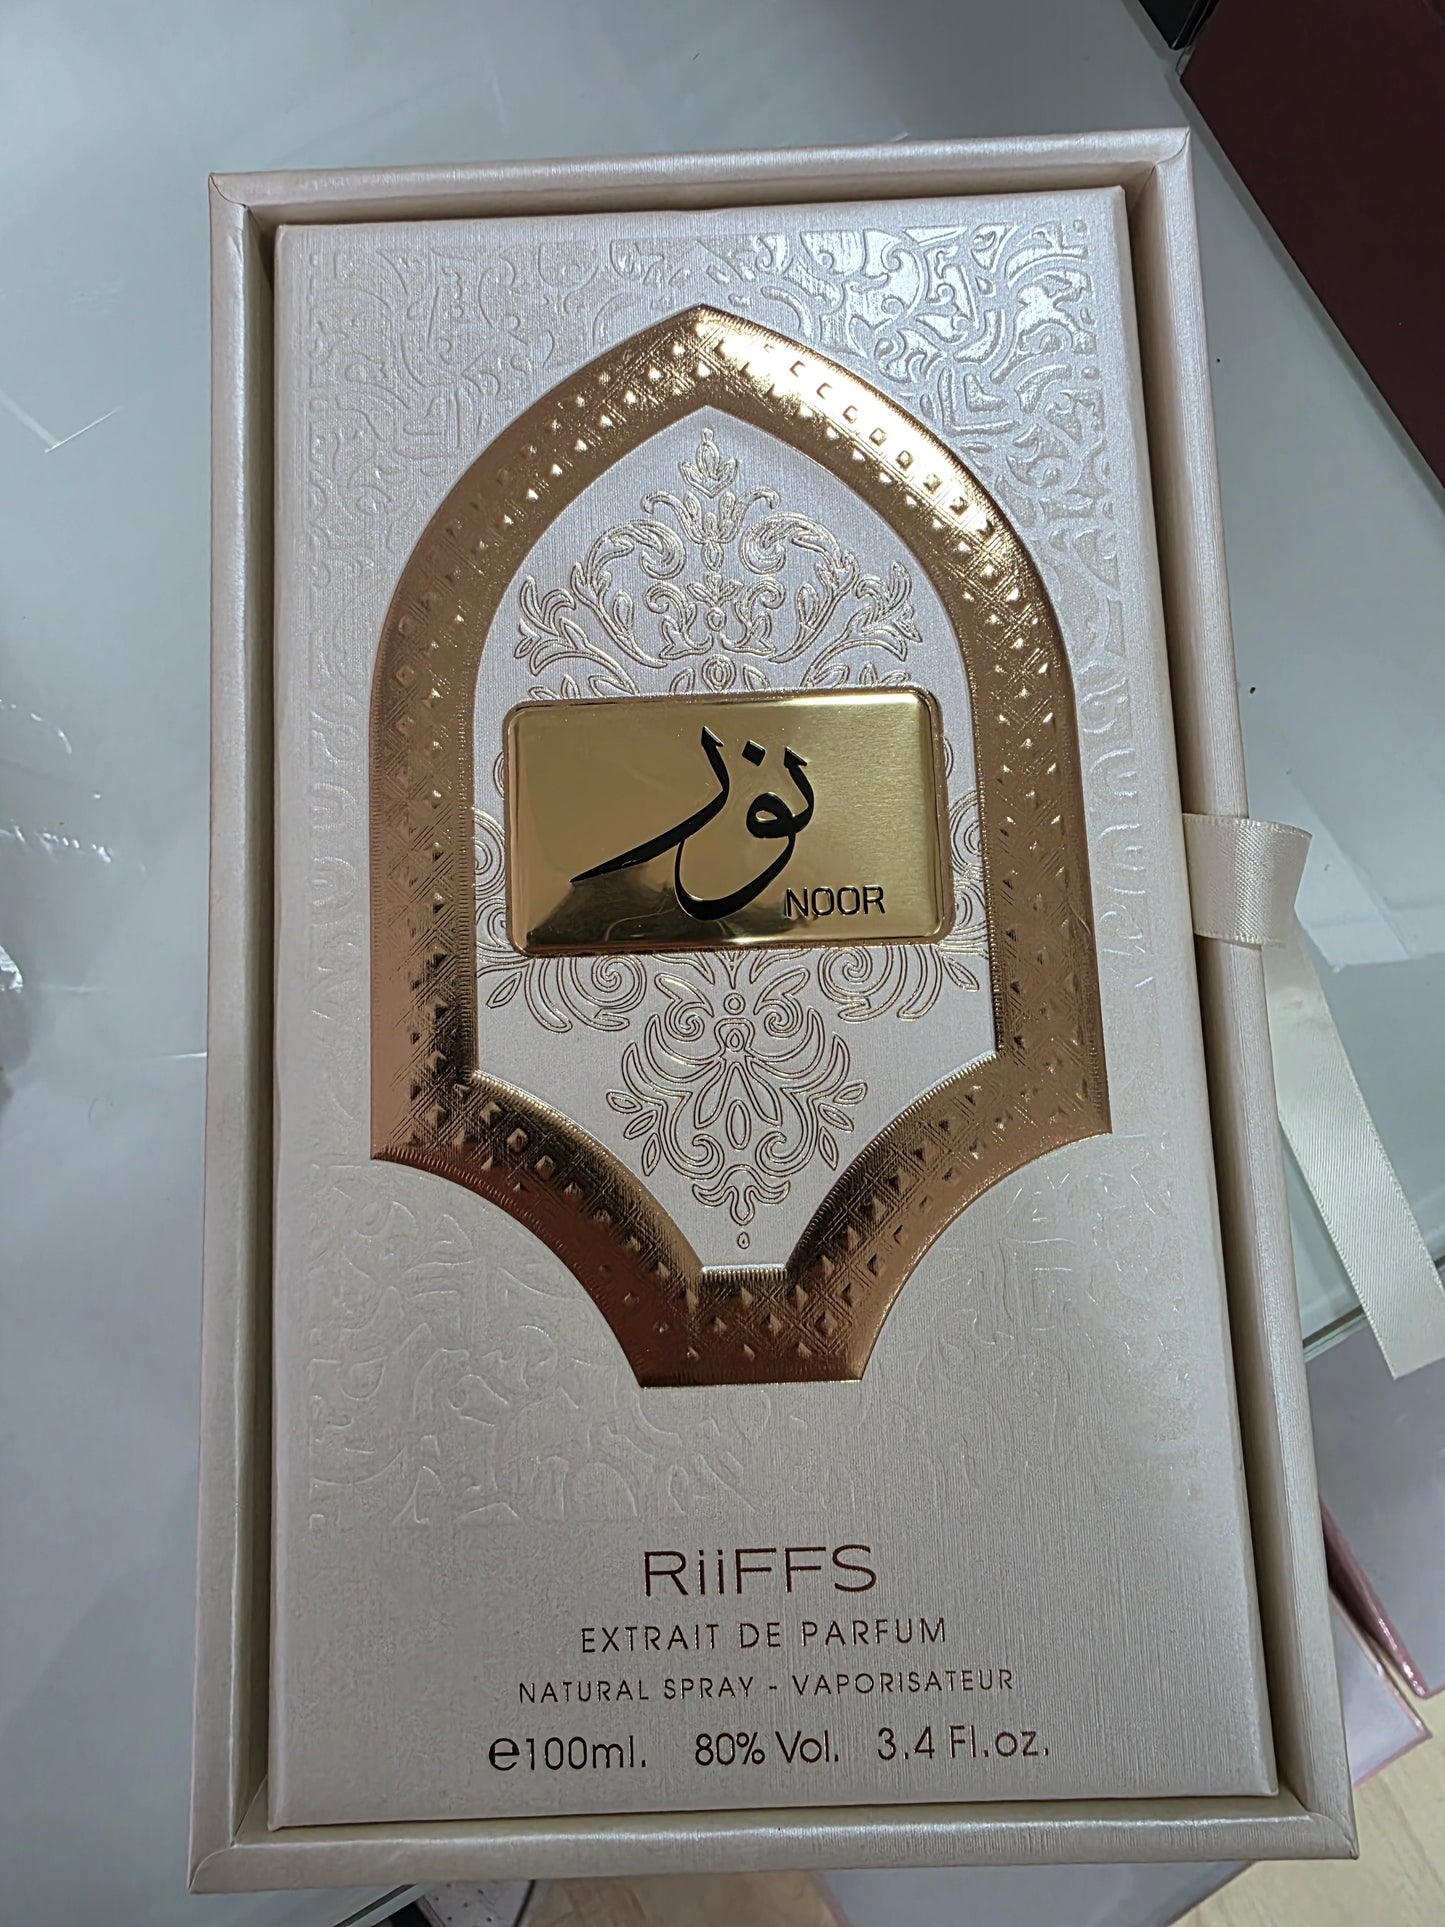 نور
NOOR
RiiFFS
EXTRAIT DE PARFUM
NATURAL SPRAY - VAPORISATEUR
e100ml. 80% Vol. 3.4 Fl.oz.